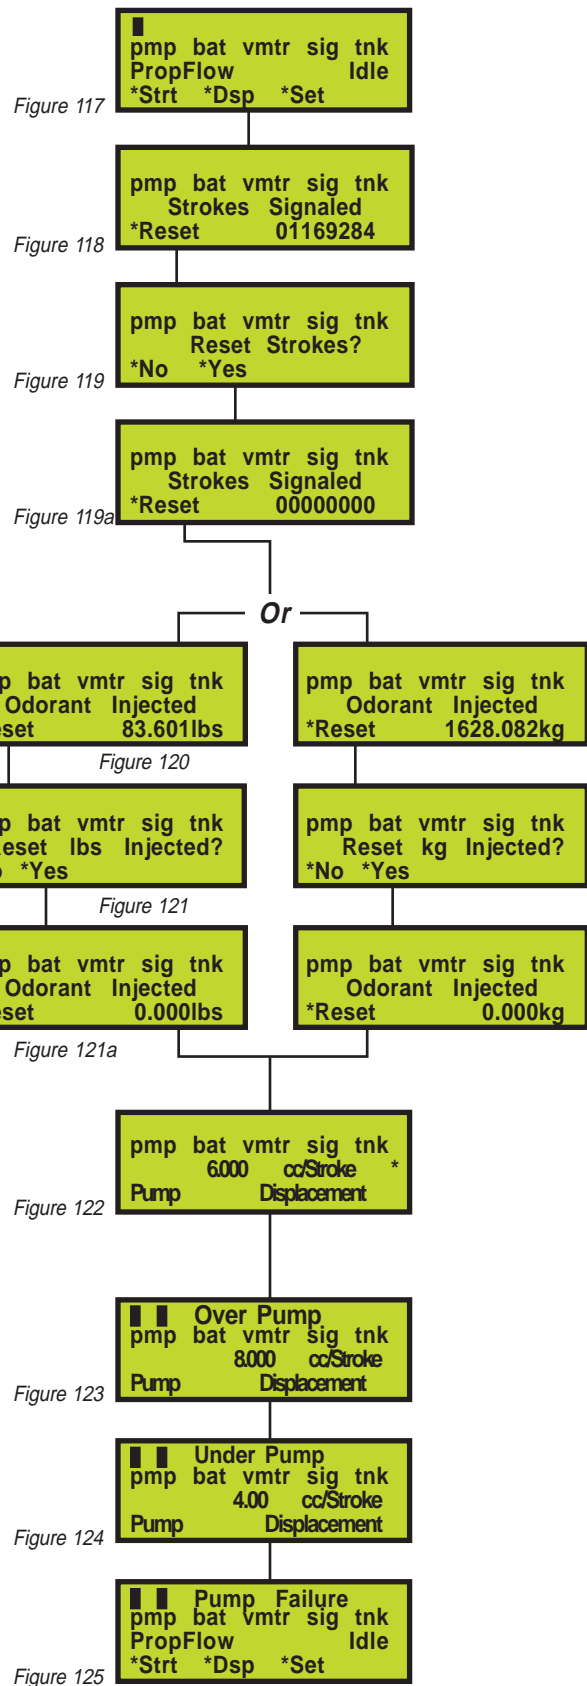 pmp bat vmtr sig tnk
PropFlow Idle
*Strt *Dsp *Set
Figure 117
pmp bat vmtr sig tnk
Strokes Signaled
*Reset 01169284
Figure 118
pmp bat vmtr sig tnk
Reset Strokes?
*No *Yes
Figure 119
pmp bat vmtr sig tnk
Strokes Signaled
*Reset 00000000
Figure 119a
Or
p bat vmtr sig tnk
Odorant Injected
eset 83.601lbs
pmp bat vmtr sig tnk
Odorant Injected
*Reset 1628.082kg
Figure 120
p bat vmtr sig tnk
eset lbs Injected?
o *Yes
pmp bat vmtr sig tnk
Reset kg Injected?
*No *Yes
Figure 121
p bat vmtr sig tnk
Odorant Injected
eset 0.000lbs
pmp bat vmtr sig tnk
Odorant Injected
*Reset 0.000kg
Figure 121a
pmp bat vmtr sig tnk
6.000 cc/Stroke *
Pump Displacement
Figure 122
Over Pump
pmp bat vmtr sig tnk
8.000 cc/Stroke
Pump Displacement
Figure 123
Under Pump
pmp bat vmtr sig tnk
4.00 cc/Stroke
Pump Displacement
Figure 124
Pump Failure
pmp bat vmtr sig tnk
PropFlow Idle
*Strt *Dsp *Set
Figure 125